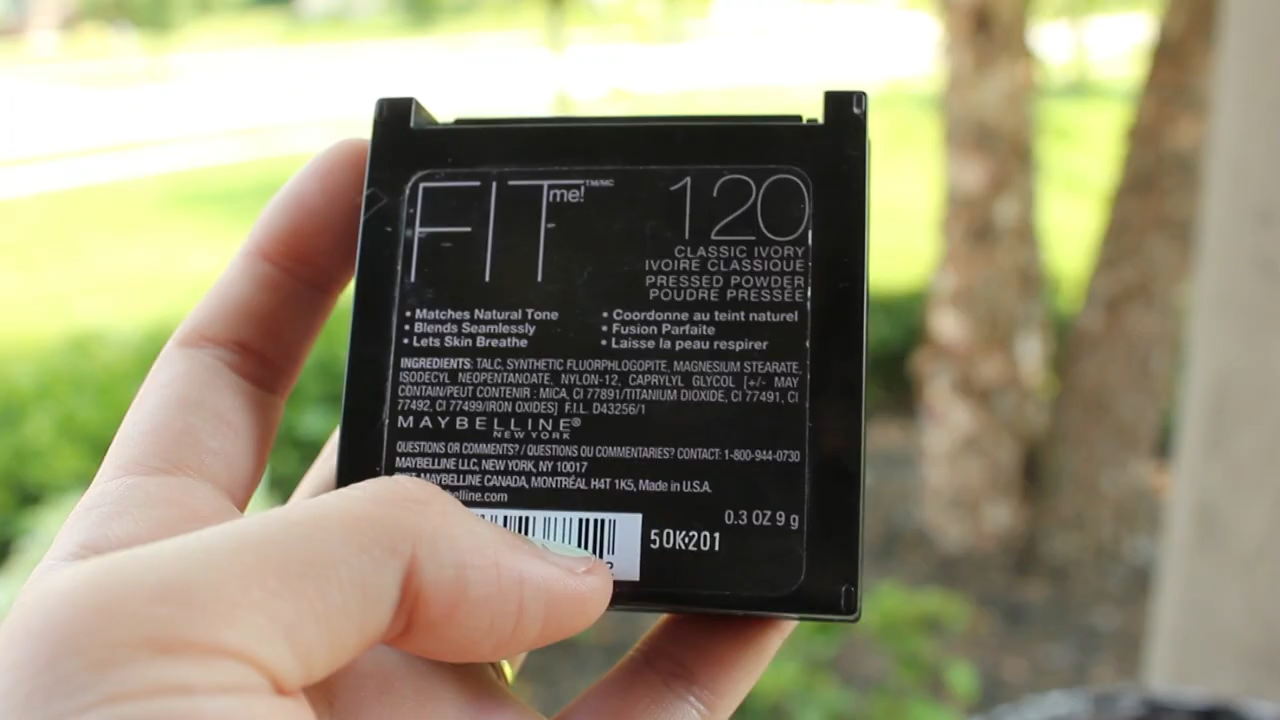 FIT me!™/MC
120
CLASSIC IVORY
IVOIRE CLASSIQUE
PRESSED POWDER
POUDRE PRESSÉE
• Matches Natural Tone
• Blends Seamlessly
• Lets Skin Breathe
• Coordonne au teint naturel
• Fusion Parfaite
• Laisse la peau respirer
INGREDIENTS: TALC, SYNTHETIC FLUORPHLOGOPITE, MAGNESIUM STEARATE,
ISODECYL NEOPENTANOATE, NYLON-12, CAPRYLYL GLYCOL [+/- MAY
CONTAIN/PEUT CONTENIR : MICA, CI 77891/TITANIUM DIOXIDE, CI 77491, CI
77492, CI 77499/IRON OXIDES] F.I.L. D43256/1
MAYBELLINE®
NEW YORK
QUESTIONS OR COMMENTS? / QUESTIONS OU COMMENTARIES? CONTACT: 1-800-944-0730
MAYBELLINE LLC, NEW YORK, NY 10017
MAYBELLINE CANADA, MONTRÉAL H4T 1K5, Made in U.S.A.
belline.com
0.3 OZ 9 g
50K201